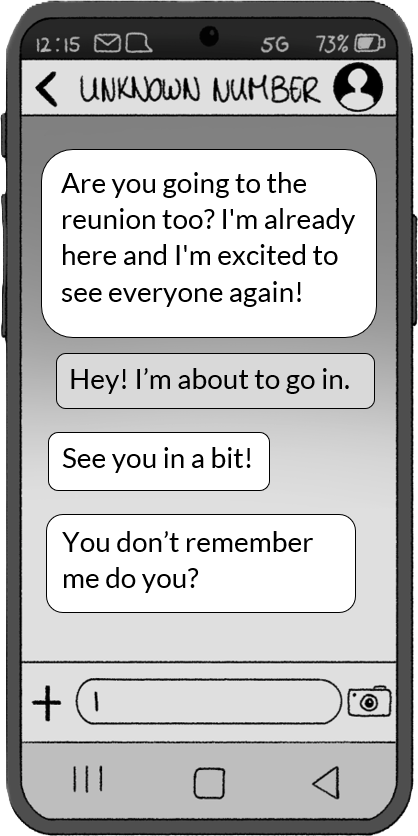 12:15 5G 73%
UNKNOWN NUMBER
Are you going to the
reunion too? I'm already
here and I'm excited to
see everyone again!
Hey! I’m about to go in.
See you in a bit!
You don’t remember
me do you?